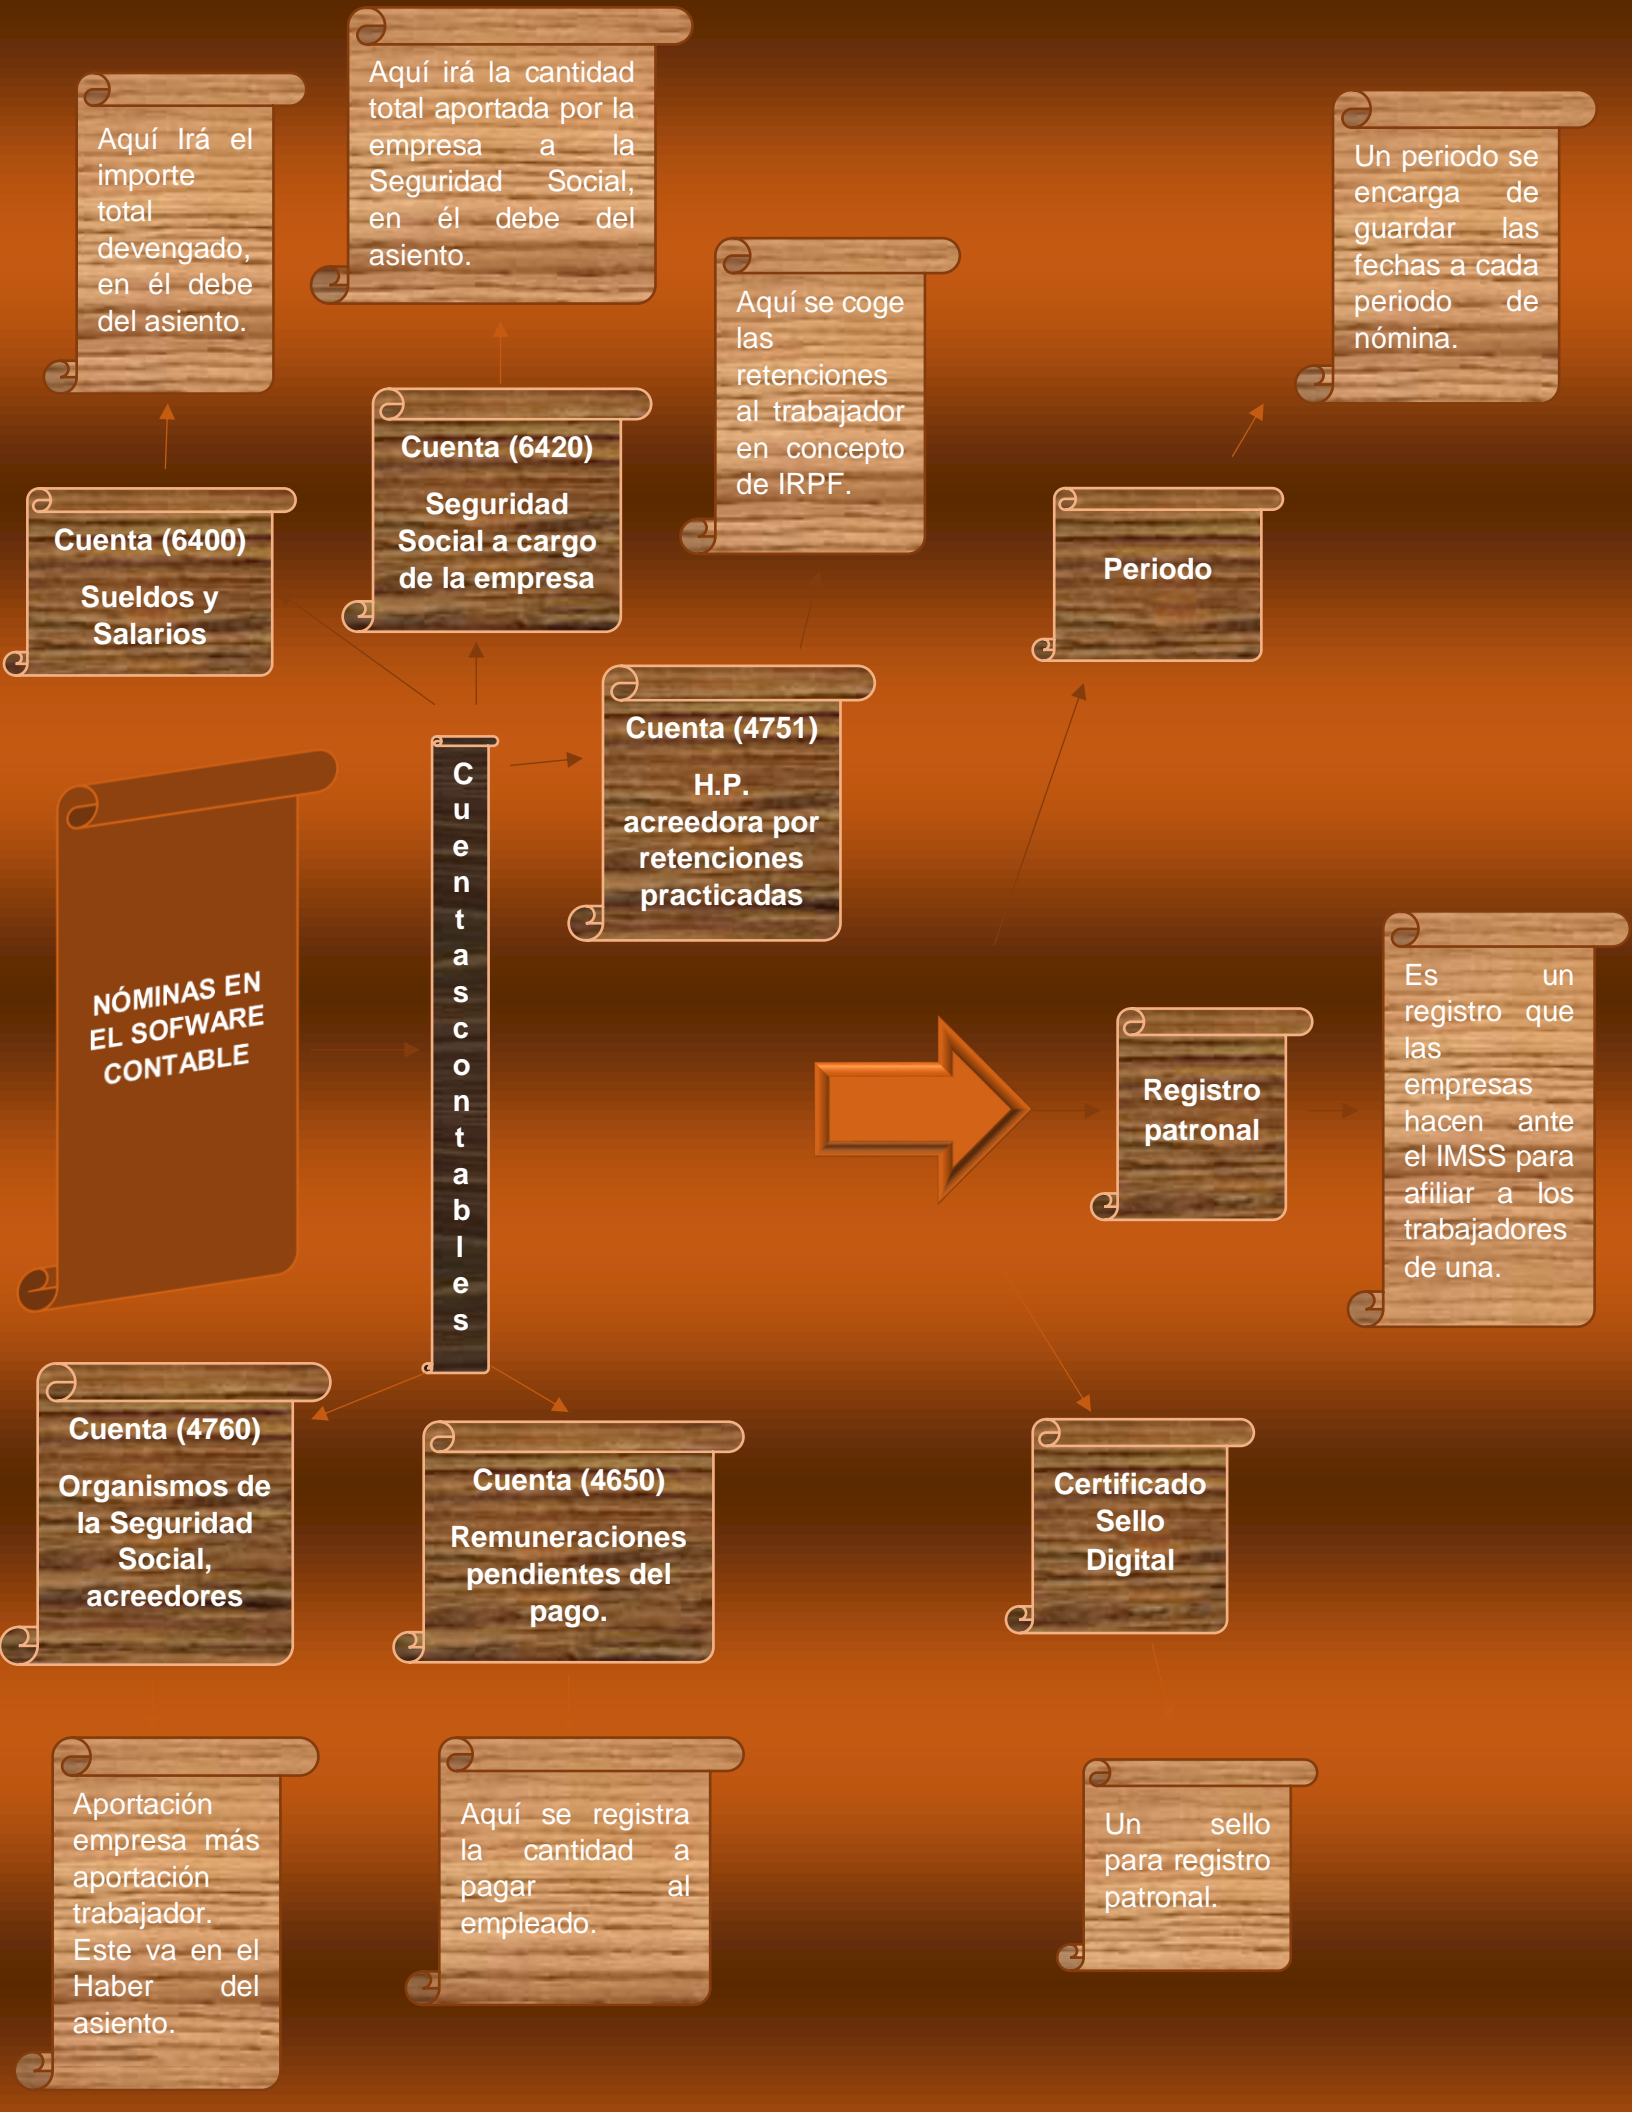 Aquí irá la cantidad
total aportada por la
empresa a la
Seguridad Social,
en él debe del
asiento.
Aquí Irá el
importe
total
devengado,
en él debe
del asiento.
Un periodo se
encarga de
guardar las
fechas a cada
periodo de
nómina.
Aquí se coge
las
retenciones
al trabajador
en concepto
de IRPF.
Cuenta (6420)
Seguridad
Social a cargo
de la empresa
Cuenta (6400)
Sueldos y
Salarios
Periodo
Cuenta (4751)
H.P.
acreedora por
retenciones
practicadas
C
u
e
n
t
a
s
c
o
n
t
a
b
l
e
s
NÓMINAS EN
EL SOFWARE
CONTABLE
Registro
patronal
Es un
registro que
las
empresas
hacen ante
el IMSS para
afiliar a los
trabajadores
de una.
Cuenta (4760)
Organismos de
la Seguridad
Social,
acreedores
Cuenta (4650)
Remuneraciones
pendientes del
pago.
Certificado
Sello
Digital
Aportación
empresa más
aportación
trabajador.
Este va en el
Haber del
asiento.
Aquí se registra
la cantidad a
pagar al
empleado.
Un sello
para registro
patronal.